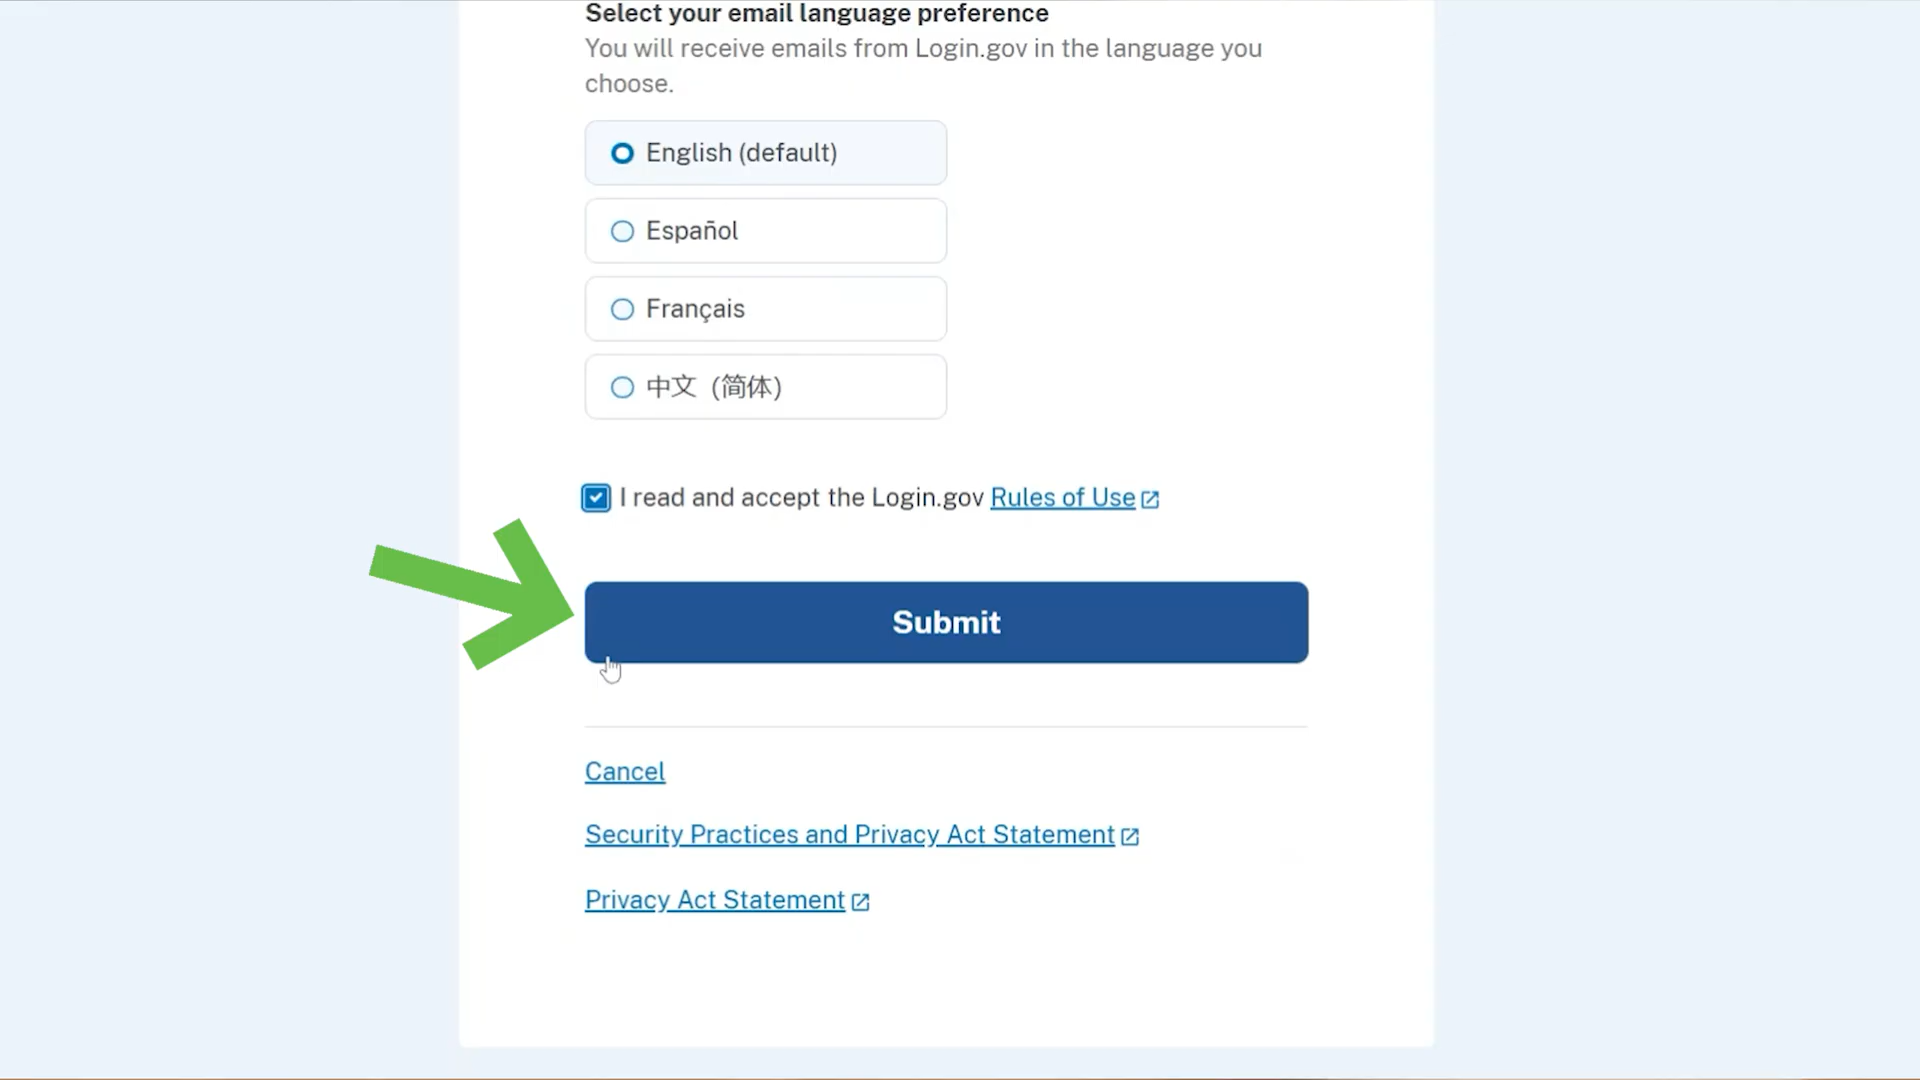 Select your email language preference
You will receive emails from Login.gov in the language you
choose.
English (default)
Español
Français
中文 (简体)
I read and accept the Login.gov Rules of Use
Submit
Cancel
Security Practices and Privacy Act Statement
Privacy Act Statement